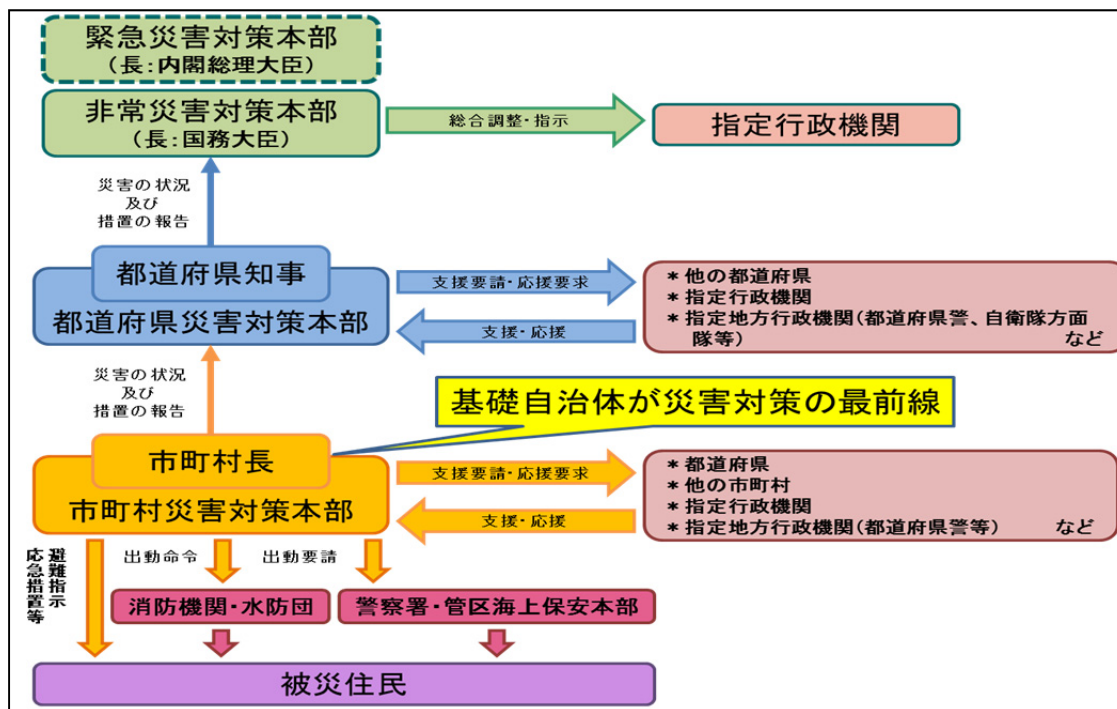 緊急災害対策本部
(長:内閣総理大臣)
非常災害対策本部
(長:国務大臣)
総合調整・指示
指定行政機関
災害の状況
及び
措置の報告
都道府県知事
都道府県災害対策本部
支援要請・応援要求
支援・応援
*他の都道府県
*指定行政機関
*指定地方行政機関(都道府県警、自衛隊方面
隊等) など
災害の状況
及び
措置の報告
基礎自治体が災害対策の最前線
市町村長
市町村災害対策本部
支援要請・応援要求
支援・応援
*都道府県
*他の市町村
*指定行政機関
*指定地方行政機関(都道府県警等) など
避難指示
応急措置等
出動命令
出動要請
消防機関・水防団
警察署・管区海上保安本部
被災住民